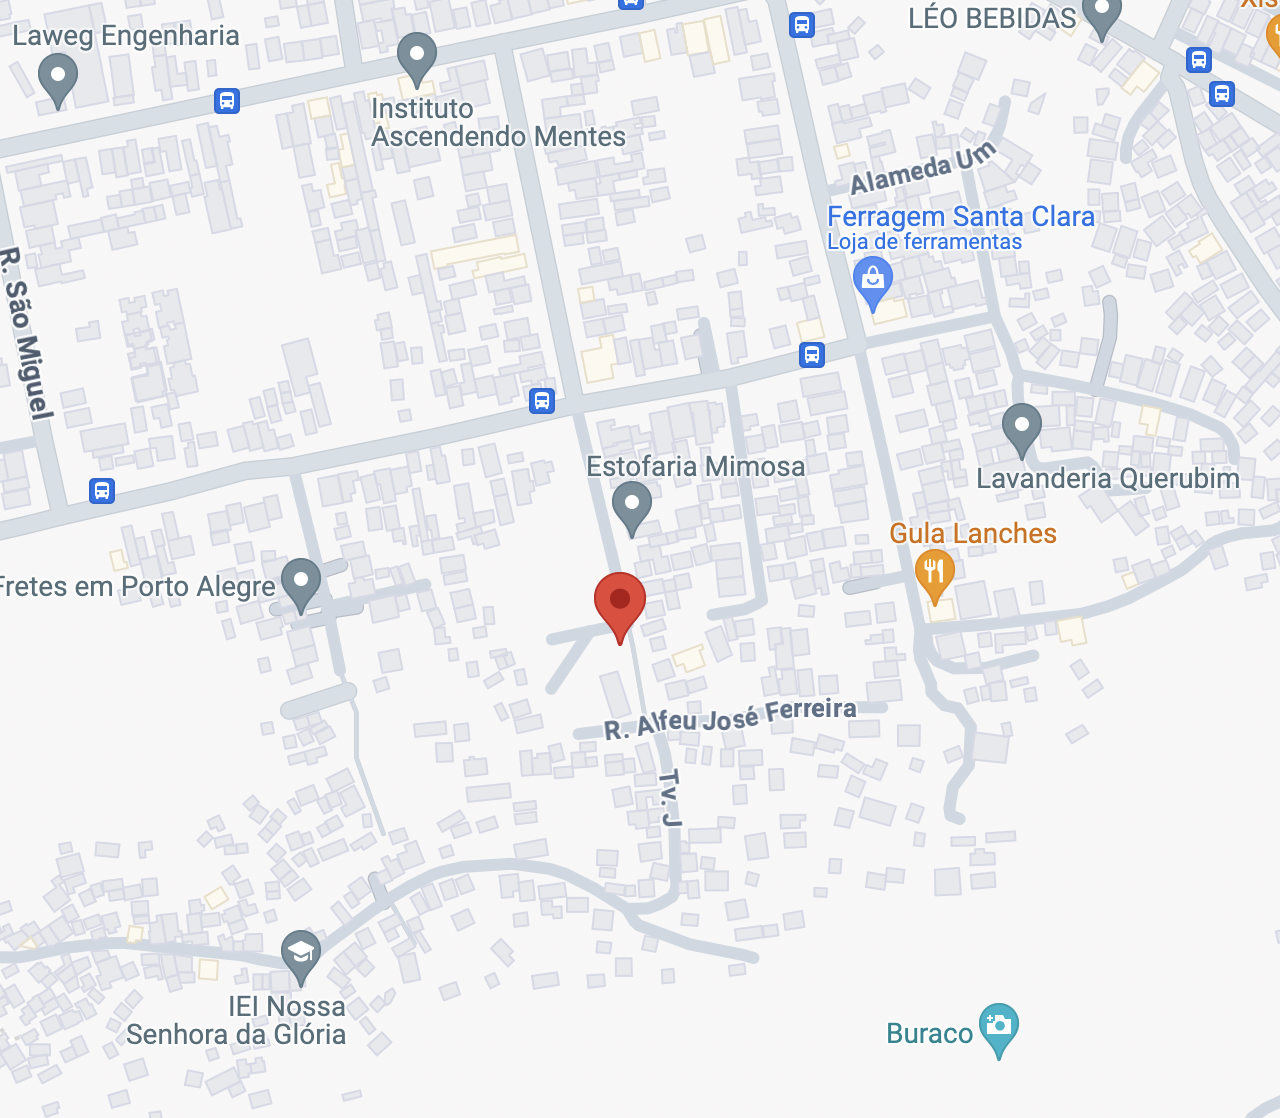 LÉO BEBIDAS
Laweg Engenharia
Instituto
Ascendendo Mentes
Alameda Um
Ferragem Santa Clara
Loja de ferramentas
R. São Miguel
Estofaria Mimosa
Lavanderia Querubim
Gula Lanches
Fretes em Porto Alegre
R. Alfeu José Ferreira
Tv. J
IEI Nossa
Senhora da Glória
Buraco